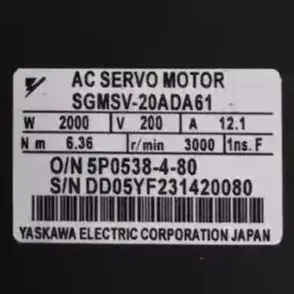 AC SERVO MOTOR
SGMSV-20ADA61
W 2000 V 200 A 12.1
N m 6.36 r/min 3000 1ns. F
O/N 5P0538-4-80
S/N DD05YF231420080
YASKAWA ELECTRIC CORPORATION JAPAN